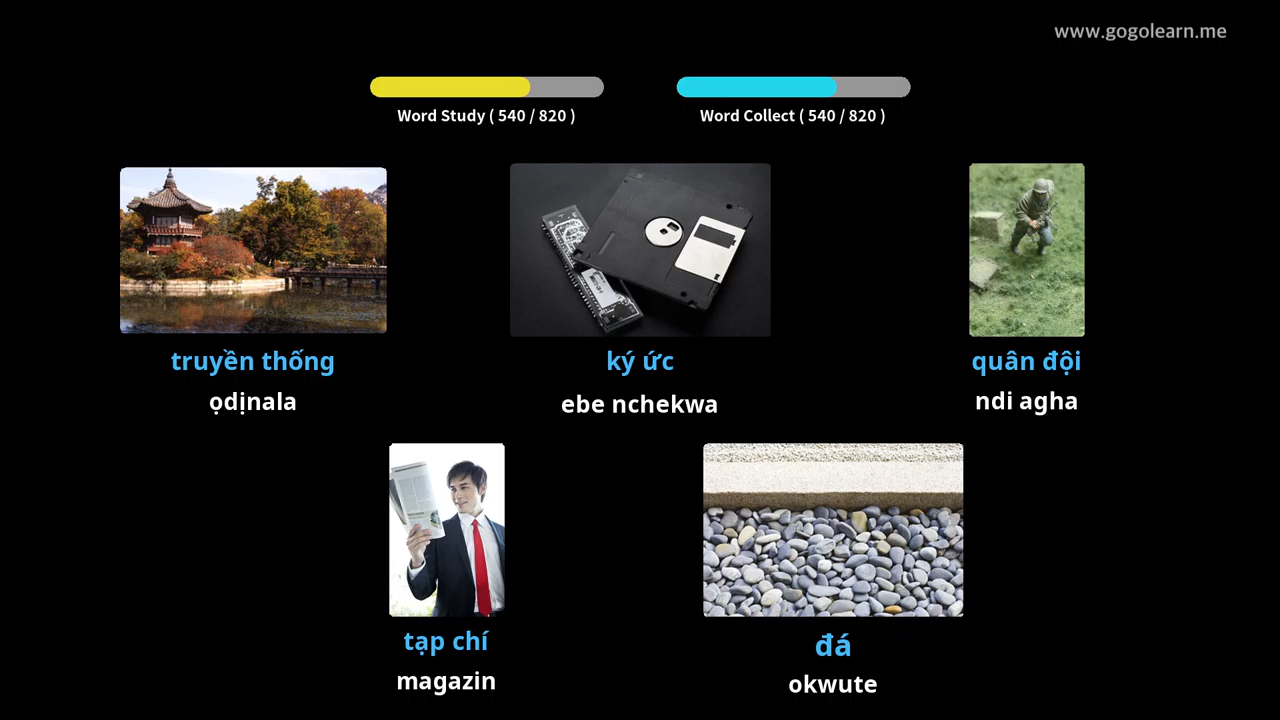 www.gogolearn.me
Word Study ( 540 / 820 )
Word Collect ( 540 / 820 )
truyền thống
ọdịnala
ký ức
ebe nchekwa
quân đội
ndi agha
tạp chí
magazin
đá
okwute